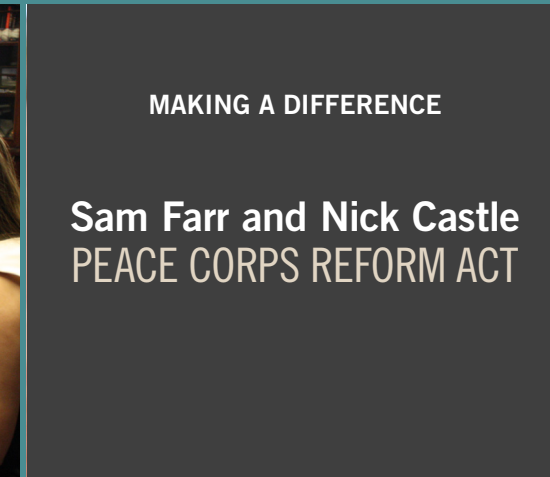 MAKING A DIFFERENCE
Sam Farr and Nick Castle
PEACE CORPS REFORM ACT